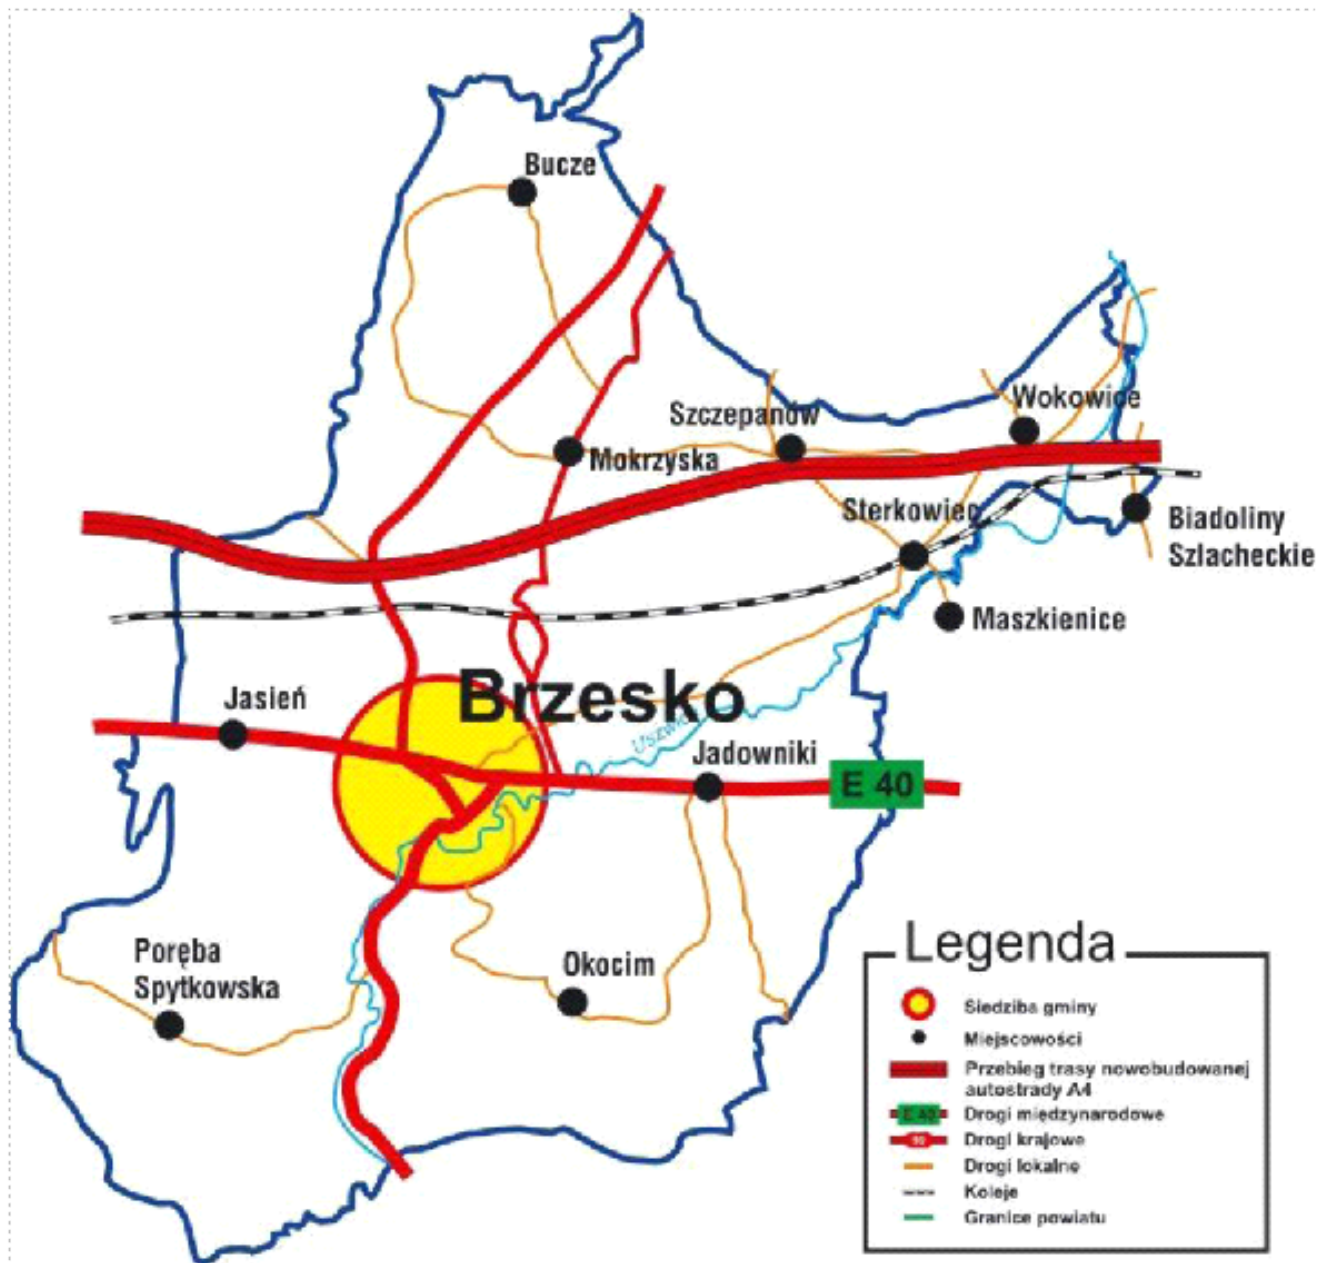 Bucze
Wokowice
Szczepanów
Mokrzyska
Sterkowiec
Biadoliny
Szlacheckie
Maszkienice
Brzesko
Jasień
Jadowniki
E 40
Poręba
Spytkowska
Okocim
Legenda
Siedziba gminy
Miejscowości
Przebieg trasy nowobudowanej
autostrady A4
E 40
Drogi międzynarodowe
Drogi krajowe
Drogi lokalne
Koleje
Granice powiatu